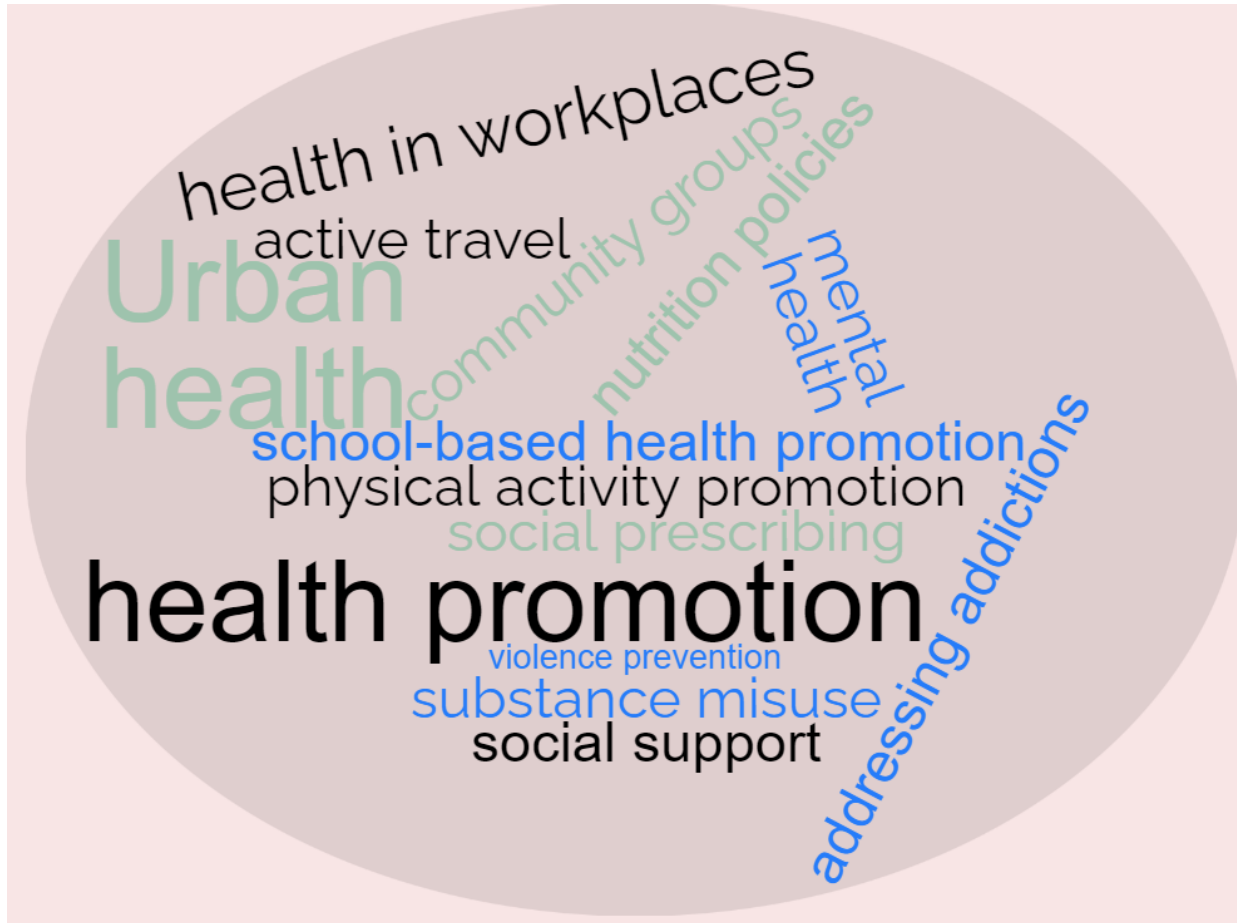 health in workplaces
active travel
community groups
nutrition policies
Urban
health
mental
health
school-based health promotion
physical activity promotion
social prescribing
health promotion
violence prevention
substance misuse
social support
addressing addictions